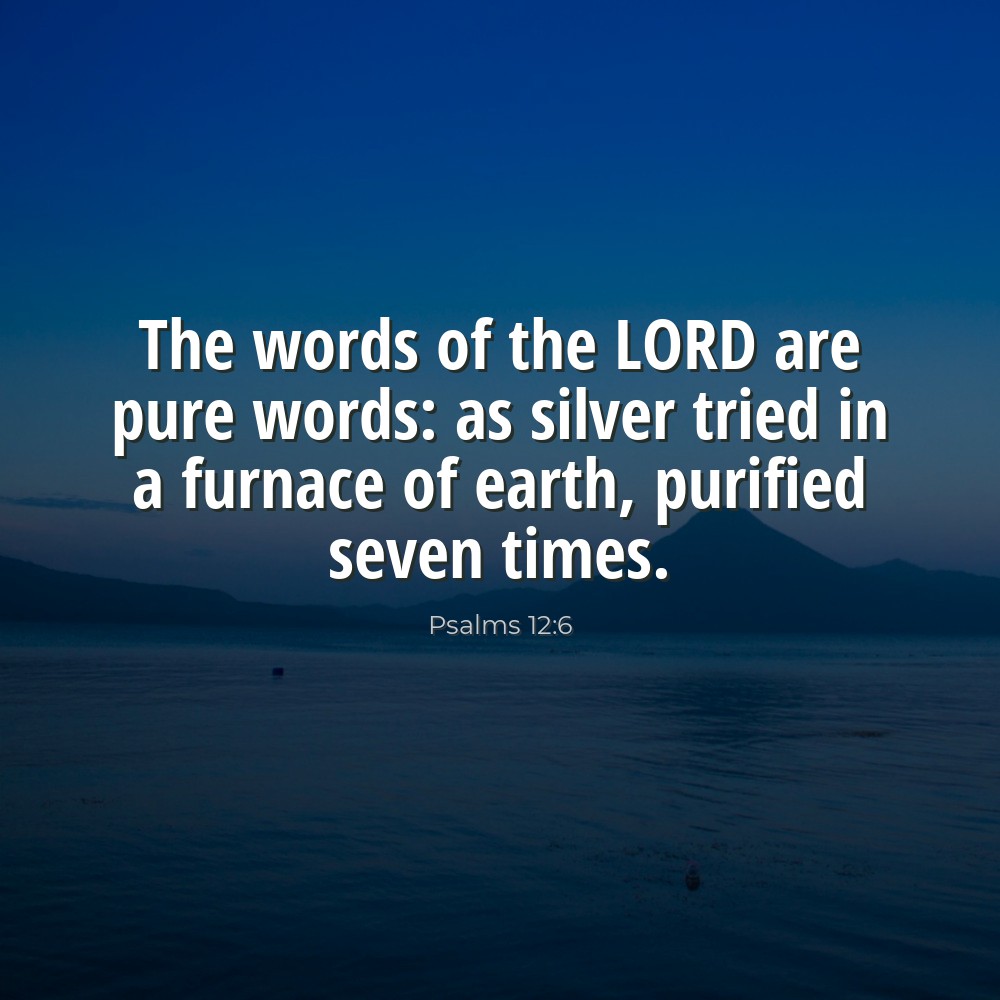 The words of the LORD are
pure words: as silver tried in
a furnace of earth, purified
seven times.
Psalms 12:6